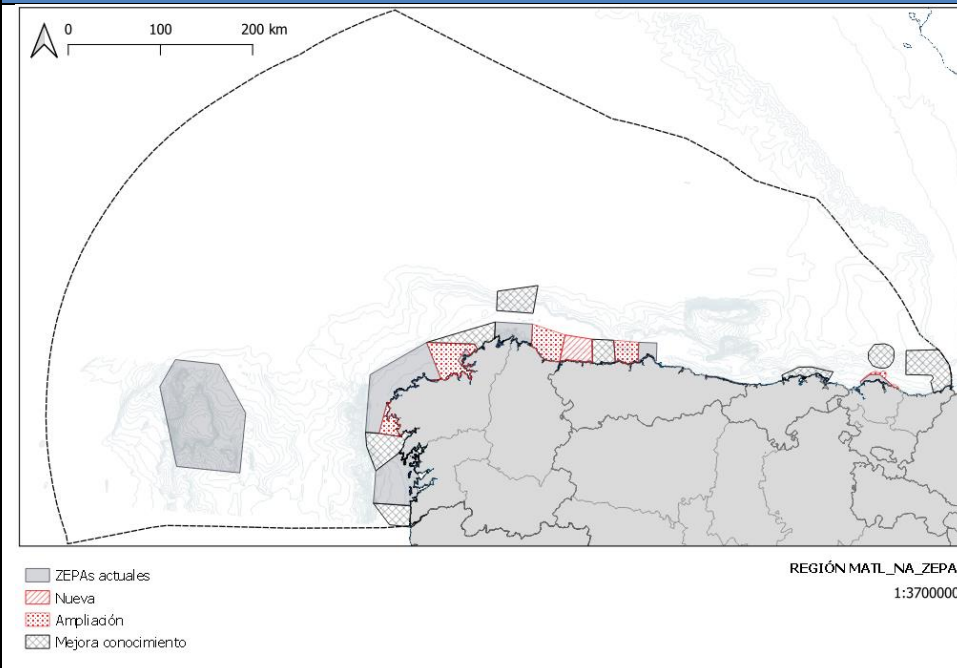 0 100 200 km
ZEPAs actuales
Nueva
Ampliación
Mejora conocimiento
REGIÓN MATL_NA_ZEPA
1:3700000